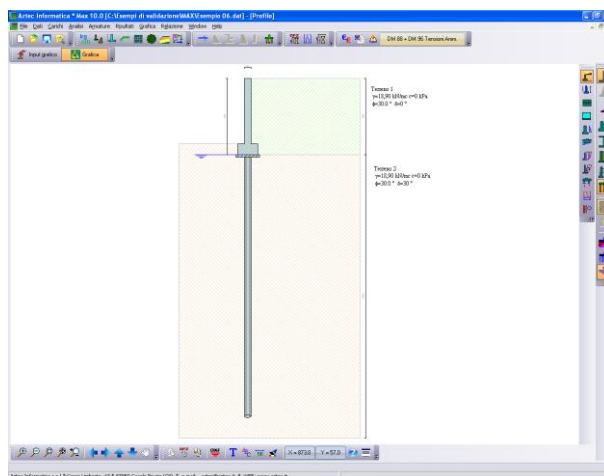 Aztec Informatica * Max 10.0 [C:\Esempi di validazione\MAX\Esempio 06.dat] - [Profilo]
File Dati Carichi Analisi Armature Risultati Grafica Relazione Window Help
DM 88 + DM 96 Tensioni Amm.
Input grafico Grafica
Terreno 1
γ=18,90 kN/mc c=0 kPa
ϕ=30.0 ° δ=0 °
Terreno 2
γ=18,90 kN/mc c=0 kPa
ϕ=30.0 ° δ=30 °
X = 873.8 Y = 57.0